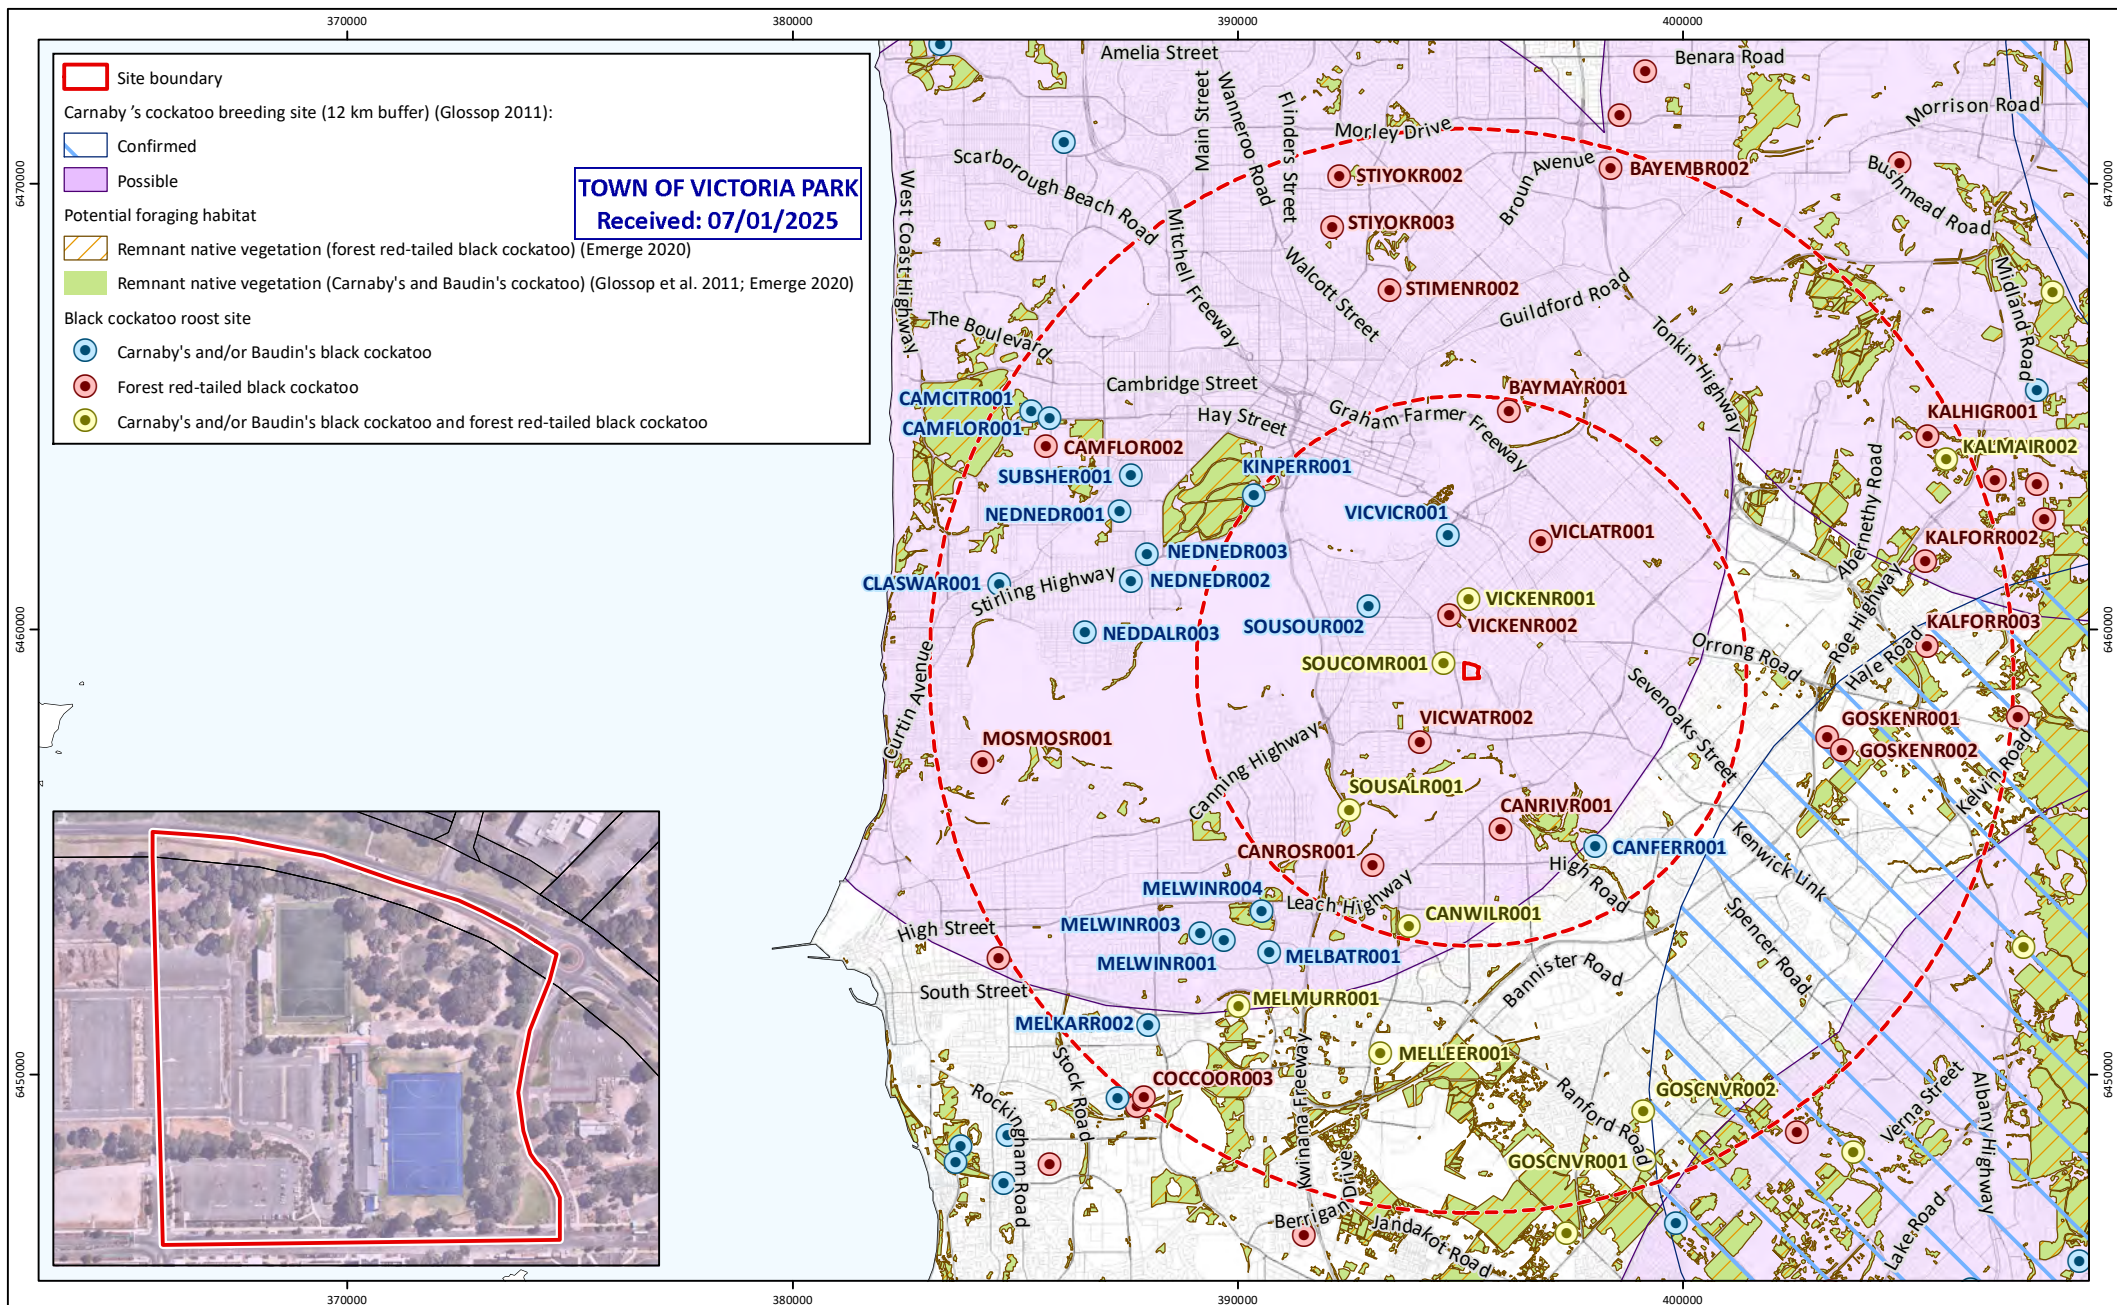 370000
380000
390000
400000
Site boundary
Carnaby 's cockatoo breeding site (12 km buffer) (Glossop 2011):
Confirmed
Possible
Potential foraging habitat
Remnant native vegetation (forest red-tailed black cockatoo) (Emerge 2020)
Remnant native vegetation (Carnaby's and Baudin's cockatoo) (Glossop et al. 2011; Emerge 2020)
Black cockatoo roost site
Carnaby's and/or Baudin's black cockatoo
Forest red-tailed black cockatoo
Carnaby's and/or Baudin's black cockatoo and forest red-tailed black cockatoo
TOWN OF VICTORIA PARK
Received: 07/01/2025
6470000
6460000
6450000
Amelia Street
Benara Road
Main Street
Wanneroo Road
Flinders Street
Morley Drive
Morrison Road
Scarborough Beach Road
STIYOKR002
Broun Avenue
BAYEMBR002
Bushmead Road
West Coast Highway
Mitchell Freeway
STIYOKR003
Walcott Street
STIMENR002
Guildford Road
Midland Road
The Boulevard
Tonkin Highway
Cambridge Street
BAYMAYR001
CAMCITR001
Hay Street
Graham Farmer Freeway
KALHIGR001
CAMFLOR001
CAMFLOR002
KALMAIR002
SUBSHER001
KINPERR001
Abernethy Road
NEDNEDR001
VICVICR001
VICLATR001
KALFORR002
NEDNEDR003
CLASWAR001
Stirling Highway
NEDNEDR002
VICKENR001
SOUSOUR002
VICKENR002
Roe Highway
KALFORR003
NEDDALR003
Orrong Road
Hale Road
SOUCOMR001
Sevenoaks Street
Curtin Avenue
MOSMOSR001
VICWATR002
GOSKENR001
GOSKENR002
Canning Highway
Kelvin Road
SOUSALR001
CANRIVR001
Kenwick Link
CANROSR001
High Road
CANFERR001
MELWINR004
Leach Highway
Spencer Road
High Street
MELWINR003
CANWILR001
MELWINR001
MELBATR001
Bannister Road
South Street
MELMURR001
MELKARR002
Kwinana Freeway
MELLEER001
Stock Road
COCCOOR003
Ranford Road
GOSCNVR002
Verna Street
Albany Highway
Rockingham Road
GOSCNVR001
Berrigan Drive
Jandakot Road
Lake Road
6470000
6460000
6450000
370000
380000
390000
400000